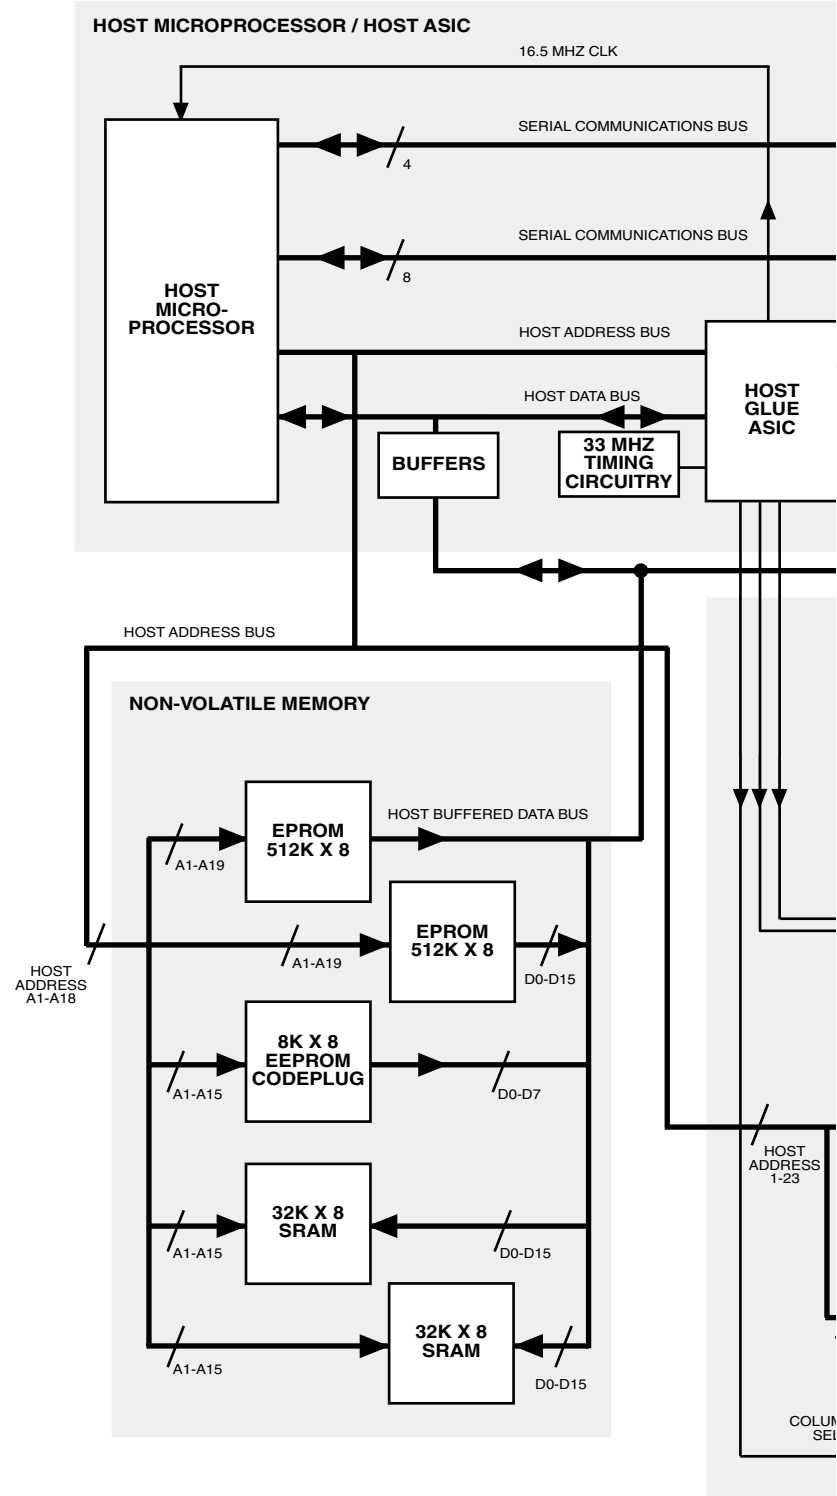 HOST MICROPROCESSOR / HOST ASIC
16.5 MHZ CLK
SERIAL COMMUNICATIONS BUS
4
SERIAL COMMUNICATIONS BUS
8
HOST
MICRO-
PROCESSOR
HOST ADDRESS BUS
HOST DATA BUS
HOST
GLUE
ASIC
BUFFERS
33 MHZ
TIMING
CIRCUITRY
HOST ADDRESS BUS
NON-VOLATILE MEMORY
HOST BUFFERED DATA BUS
EPROM
512K X 8
A1-A19
EPROM
512K X 8
A1-A19
D0-D15
HOST
ADDRESS
A1-A18
8K X 8
EEPROM
CODEPLUG
A1-A15
D0-D7
HOST
ADDRESS
1-23
32K X 8
SRAM
A1-A15
D0-D15
32K X 8
SRAM
A1-A15
D0-D15